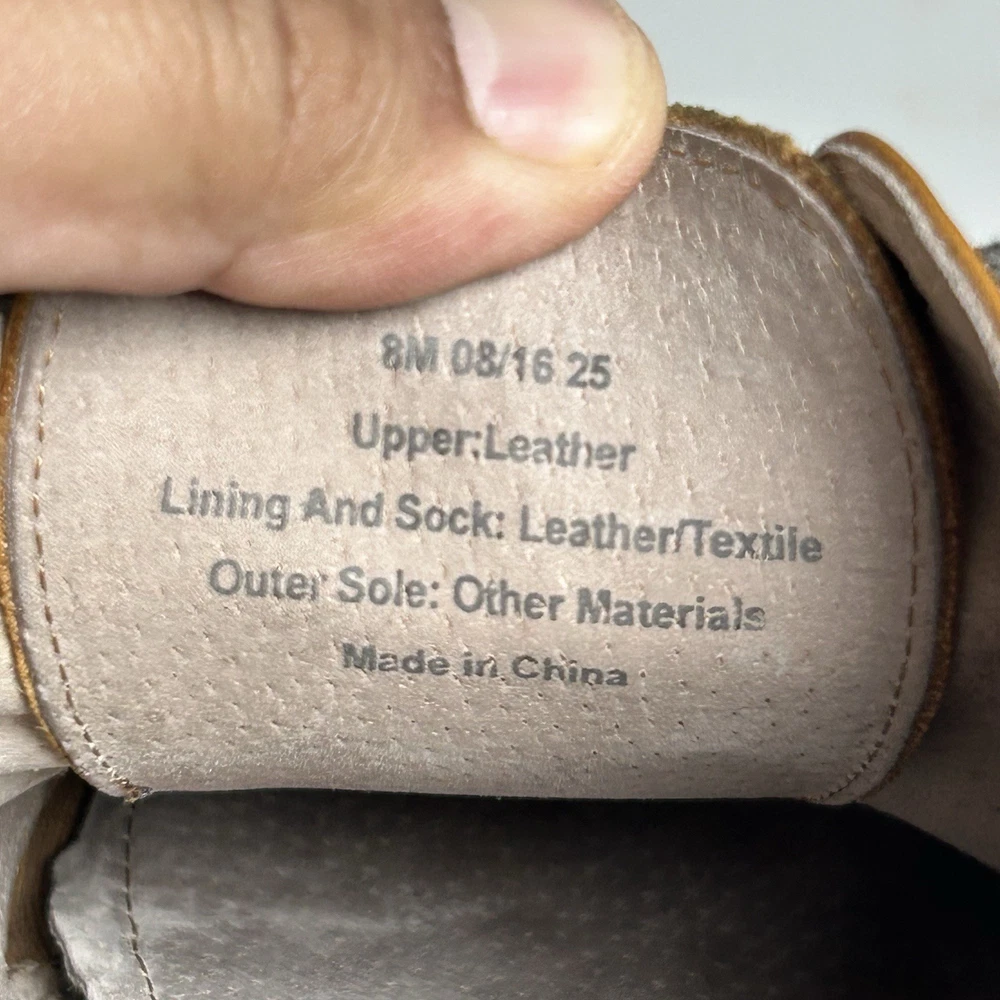 8M 08/16 25
Upper:Leather
Lining And Sock: Leather/Textile
Outer Sole: Other Materials
Made in China